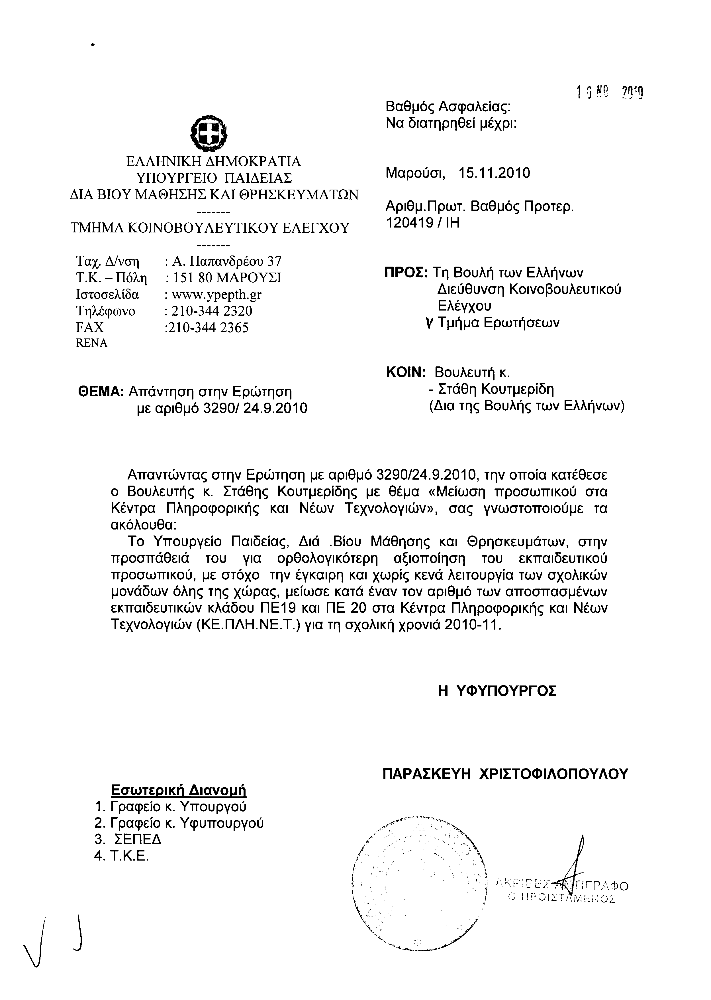 Βαθμός Ασφαλείας:
Να διατηρηθεί μέχρι:
ΕΛΛΗΝΙΚΗ ΔΗΜΟΚΡΑΤΙΑ
ΥΠΟΥΡΓΕΙΟ ΠΑΙΔΕΙΑΣ
ΔΙΑ ΒΙΟΥ ΜΑΘΗΣΗΣ ΚΑΙ ΘΡΗΣΚΕΥΜΑΤΩΝ
-------
ΤΜΗΜΑ ΚΟΙΝΟΒΟΥΛΕΥΤΙΚΟΥ ΕΛΕΓΧΟΥ
-------
Ταχ. Δ/νση : Α. Παπανδρέου 37
Τ.Κ. – Πόλη : 151 80 ΜΑΡΟΥΣΙ
Ιστοσελίδα : www.ypepth.gr
Τηλέφωνο : 210-344 2320
FAX :210-344 2365
RENA
Μαρούσι, 15.11.2010
Αριθμ.Πρωτ. Βαθμός Προτερ.
120419 / ΙΗ
ΠΡΟΣ: Τη Βουλή των Ελλήνων
Διεύθυνση Κοινοβουλευτικού
Ελέγχου
V Τμήμα Ερωτήσεων
ΚΟΙΝ: Βουλευτή κ.
- Στάθη Κουτμερίδη
(Δια της Βουλής των Ελλήνων)
ΘΕΜΑ: Απάντηση στην Ερώτηση
με αριθμό 3290/ 24.9.2010
Απαντώντας στην Ερώτηση με αριθμό 3290/24.9.2010, την οποία κατέθεσε
ο Βουλευτής κ. Στάθης Κουτμερίδης με θέμα «Μείωση προσωπικού στα
Κέντρα Πληροφορικής και Νέων Τεχνολογιών», σας γνωστοποιούμε τα
ακόλουθα:
Το Υπουργείο Παιδείας, Διά .Βίου Μάθησης και Θρησκευμάτων, στην
προσπάθειά του για ορθολογικότερη αξιοποίηση του εκπαιδευτικού
προσωπικού, με στόχο την έγκαιρη και χωρίς κενά λειτουργία των σχολικών
μονάδων όλης της χώρας, μείωσε κατά έναν τον αριθμό των αποσπασμένων
εκπαιδευτικών κλάδου ΠΕ19 και ΠΕ 20 στα Κέντρα Πληροφορικής και Νέων
Τεχνολογιών (ΚΕ.ΠΛΗ.ΝΕ.Τ.) για τη σχολική χρονιά 2010-11.
Η ΥΦΥΠΟΥΡΓΟΣ
ΠΑΡΑΣΚΕΥΗ ΧΡΙΣΤΟΦΙΛΟΠΟΥΛΟΥ
Εσωτερική Διανομή
1. Γραφείο κ. Υπουργού
2. Γραφείο κ. Υφυπουργού
3. ΣΕΠΕΔ
4. Τ.Κ.Ε.
ΑΚΡΙΒΕΣ ΑΝΤΙΓΡΑΦΟ
Ο ΠΡΟΪΣΤΑΜΕΝΟΣ